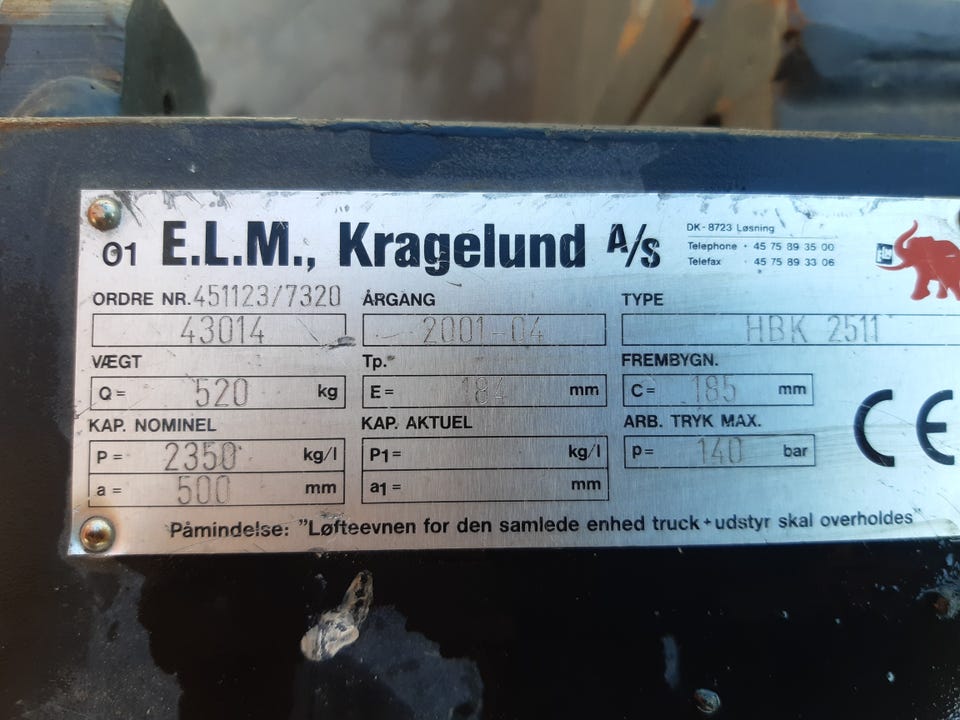 01 E.L.M., Kragelund A/s
DK-8723 Løsning
Telephone • 45 75 89 35 00
Telefax • 45 75 89 33 06
ORDRE NR. 451123/7320 ÅRGANG TYPE
43014 2001-04 HBK 2511
VÆGT Tp. FREMBYGN.
Q= 520 kg E= 184 mm C= 185 mm
KAP. NOMINEL KAP. AKTUEL ARB. TRYK MAX.
P= 2350 kg/l P1= kg/l p= 140 bar
a= 500 mm a1= mm
CE
Påmindelse: "Løfteevnen for den samlede enhed truck+udstyr skal overholdes"